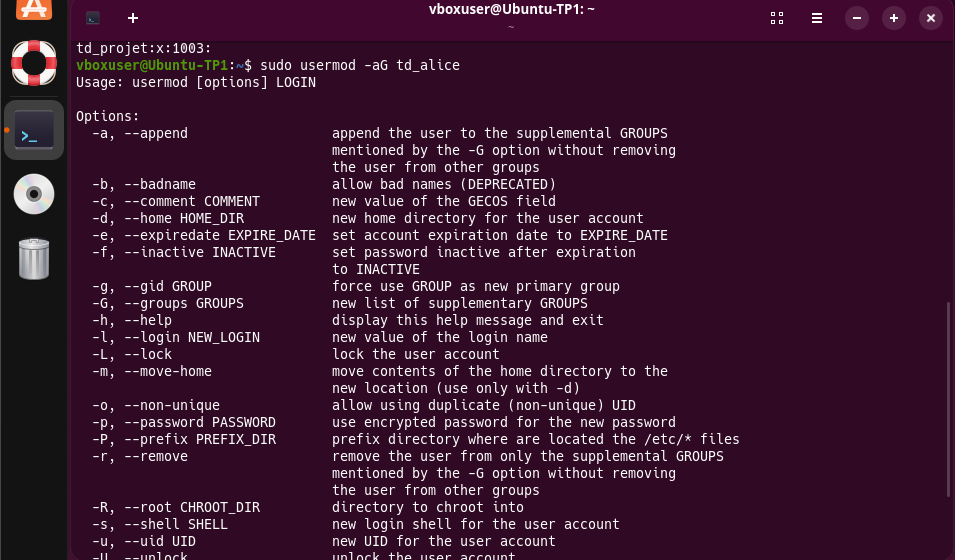 vboxuser@Ubuntu-TP1: ~
~
td_projet:x:1003:
vboxuser@Ubuntu-TP1:~$ sudo usermod -aG td_alice
Usage: usermod [options] LOGIN
Options:
-a, --append                  append the user to the supplemental GROUPS
mentioned by the -G option without removing
the user from other groups
-b, --badname                 allow bad names (DEPRECATED)
-c, --comment COMMENT         new value of the GECOS field
-d, --home HOME_DIR           new home directory for the user account
-e, --expiredate EXPIRE_DATE  set account expiration date to EXPIRE_DATE
-f, --inactive INACTIVE       set password inactive after expiration
to INACTIVE
-g, --gid GROUP               force use GROUP as new primary group
-G, --groups GROUPS           new list of supplementary GROUPS
-h, --help                    display this help message and exit
-l, --login NEW_LOGIN         new value of the login name
-L, --lock                    lock the user account
-m, --move-home               move contents of the home directory to the
new location (use only with -d)
-o, --non-unique              allow using duplicate (non-unique) UID
-p, --password PASSWORD       use encrypted password for the new password
-P, --prefix PREFIX_DIR       prefix directory where are located the /etc/* files
-r, --remove                  remove the user from only the supplemental GROUPS
mentioned by the -G option without removing
the user from other groups
-R, --root CHROOT_DIR         directory to chroot into
-s, --shell SHELL             new login shell for the user account
-u, --uid UID                 new UID for the user account
-U, --unlock                  unlock the user account